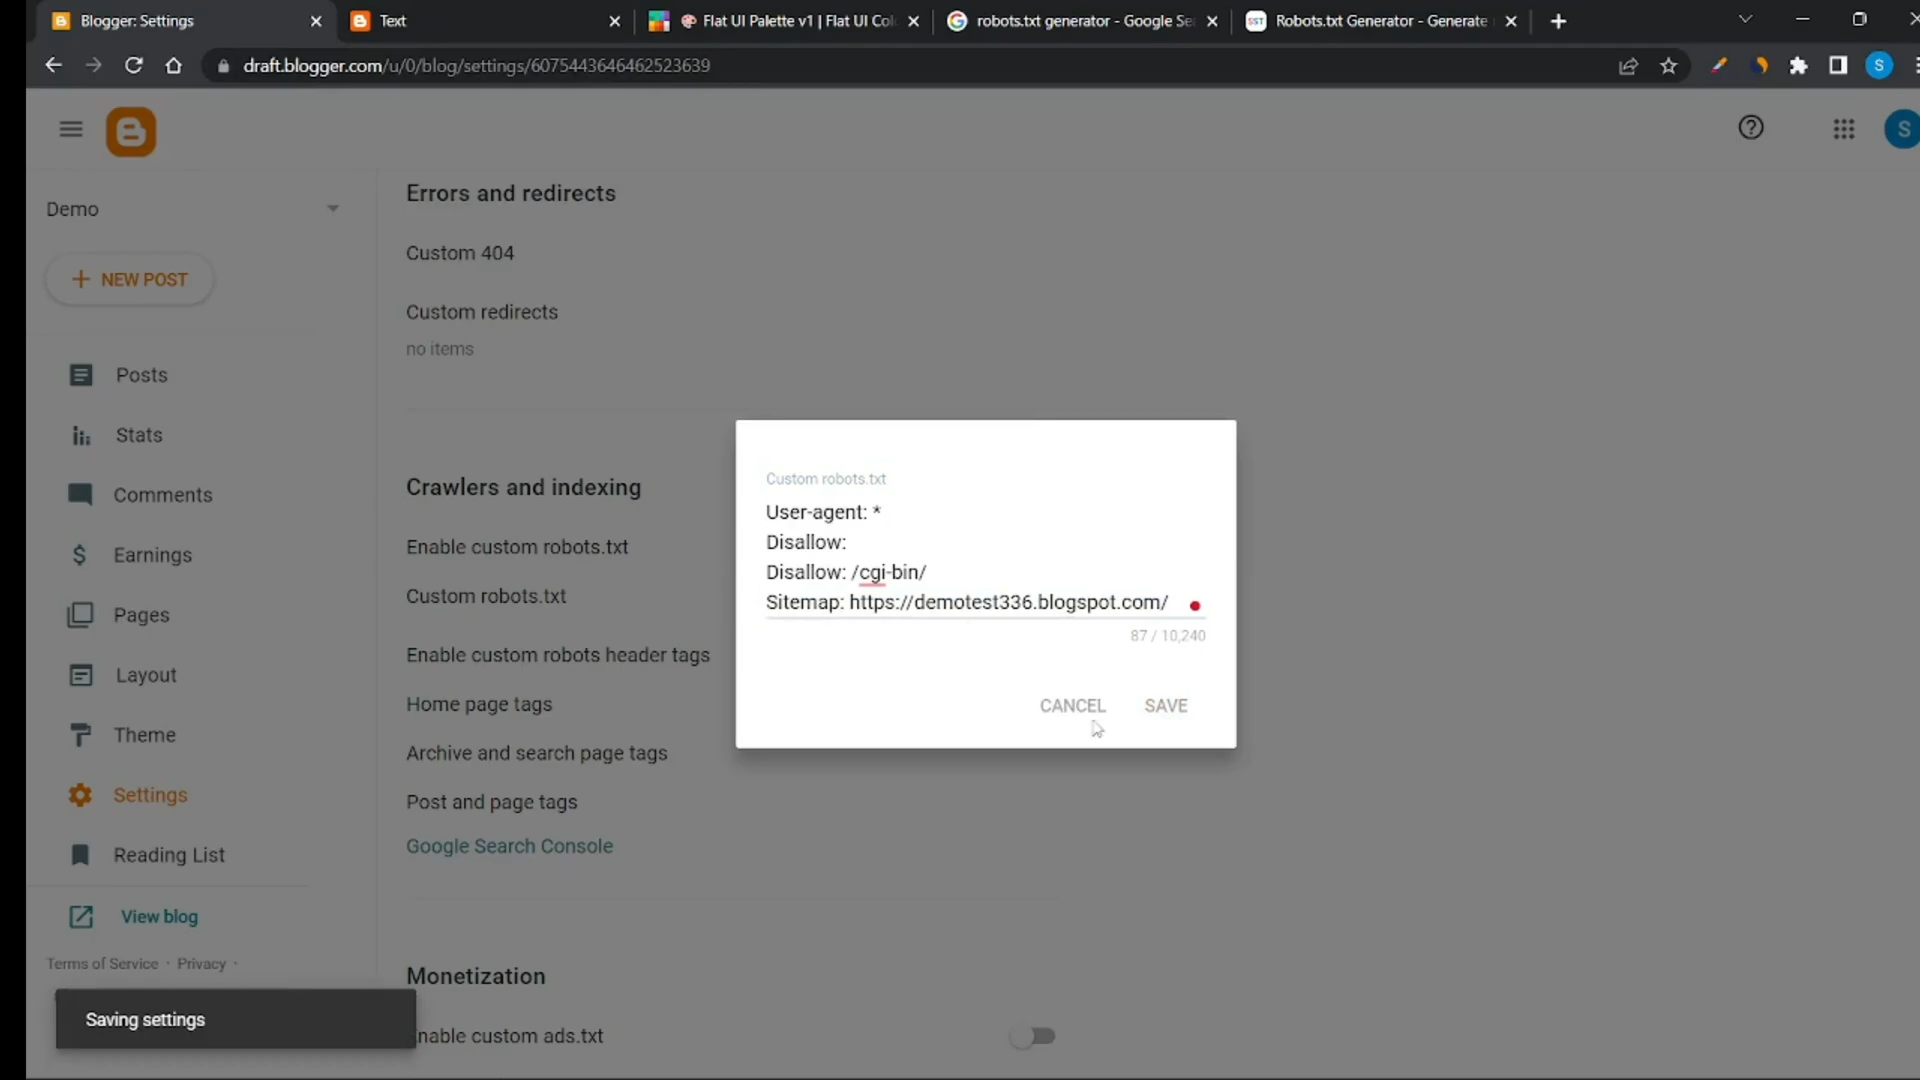 Blogger: Settings
Text
Flat UI Palette v1 | Flat UI Col
robots.txt generator - Google Se
Robots.txt Generator - Generate
SST
draft.blogger.com/u/0/blog/settings/6075443646462523639
S
S
Demo
NEW POST
Posts
Stats
Comments
Earnings
Pages
Layout
Theme
Settings
Reading List
View blog
Terms of Service · Privacy ·
Saving settings
Errors and redirects
Custom 404
Custom redirects
no items
Crawlers and indexing
Enable custom robots.txt
Custom robots.txt
Enable custom robots header tags
Home page tags
Archive and search page tags
Post and page tags
Google Search Console
Monetization
nable custom ads.txt
Custom robots.txt
User-agent: *
Disallow:
Disallow: /cgi-bin/
Sitemap: https://demotest336.blogspot.com/
87 / 10,240
CANCEL SAVE